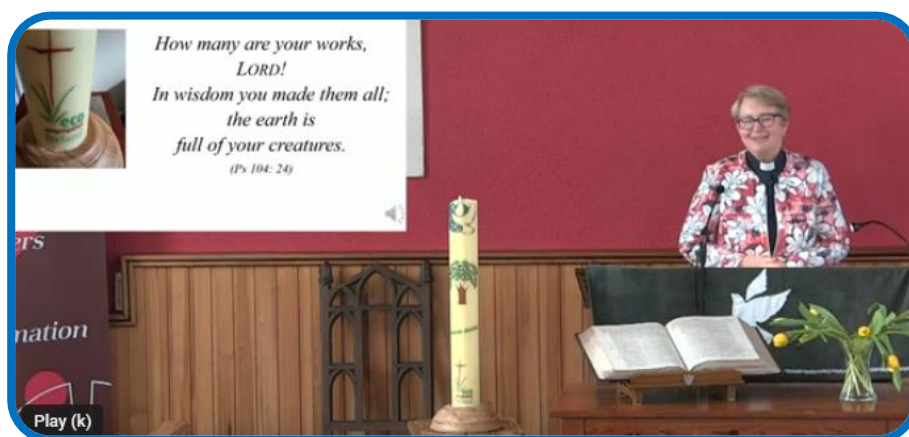 How many are your works,
LORD!
In wisdom you made them all;
the earth is
full of your creatures.
(Ps 104: 24)
eco
ers
nation
Play (k)
eco